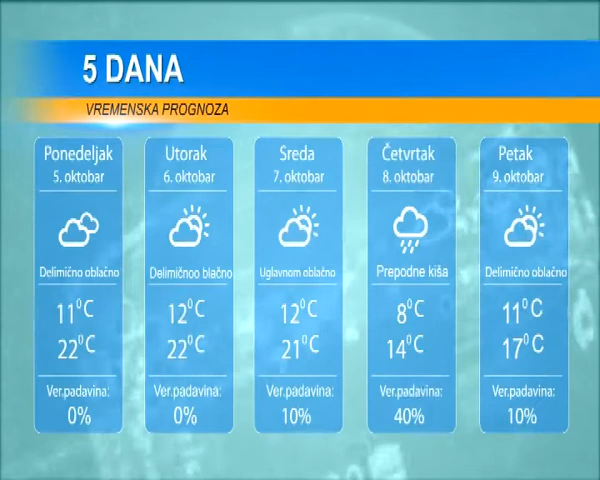 5 DANA
VREMENSKA PROGNOZA
Ponedeljak
5. oktobar
Delimično oblačno
11°C
22°C
Ver.padavina:
0%
Utorak
6. oktobar
Delimičnoo blačno
12°C
22°C
Ver.padavina:
0%
Sreda
7. oktobar
Uglavnom oblačno
12°C
21°C
Ver.padavina:
10%
Četvrtak
8. oktobar
Prepodne kiša
8°C
14°C
Ver.padavina:
40%
Petak
9. oktobar
Delimično oblačno
11°C
17°C
Ver.padavina:
10%